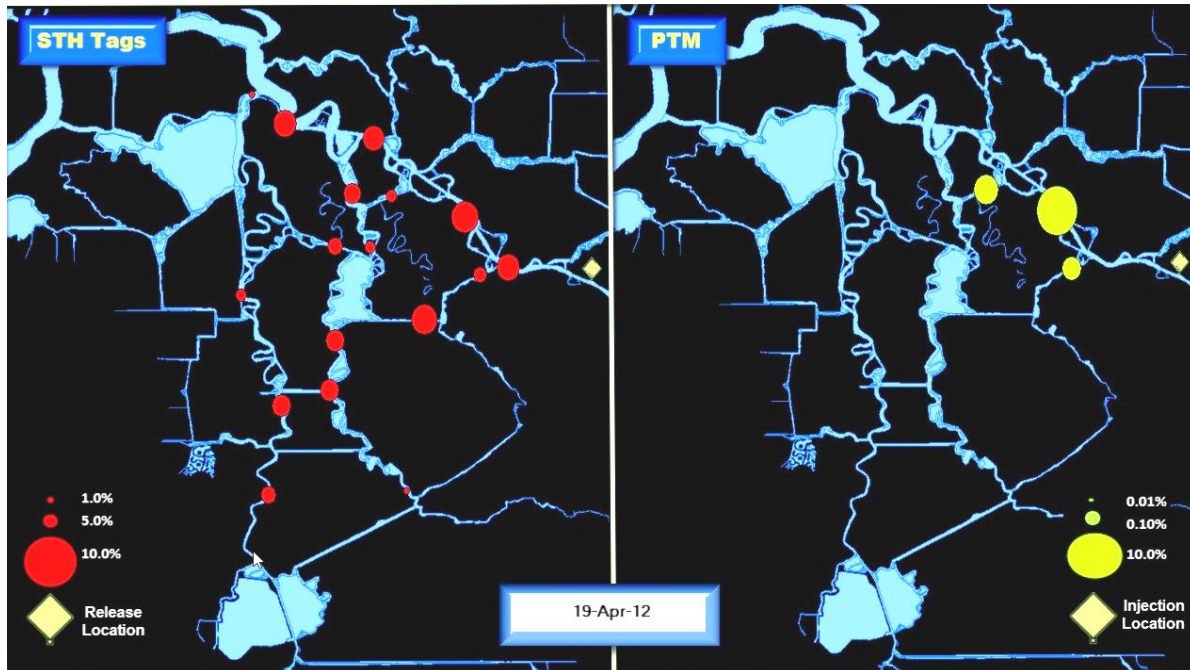 STH Tags
PTM
1.0%
5.0%
10.0%
Release
Location
19-Apr-12
0.01%
0.10%
10.0%
Injection
Location